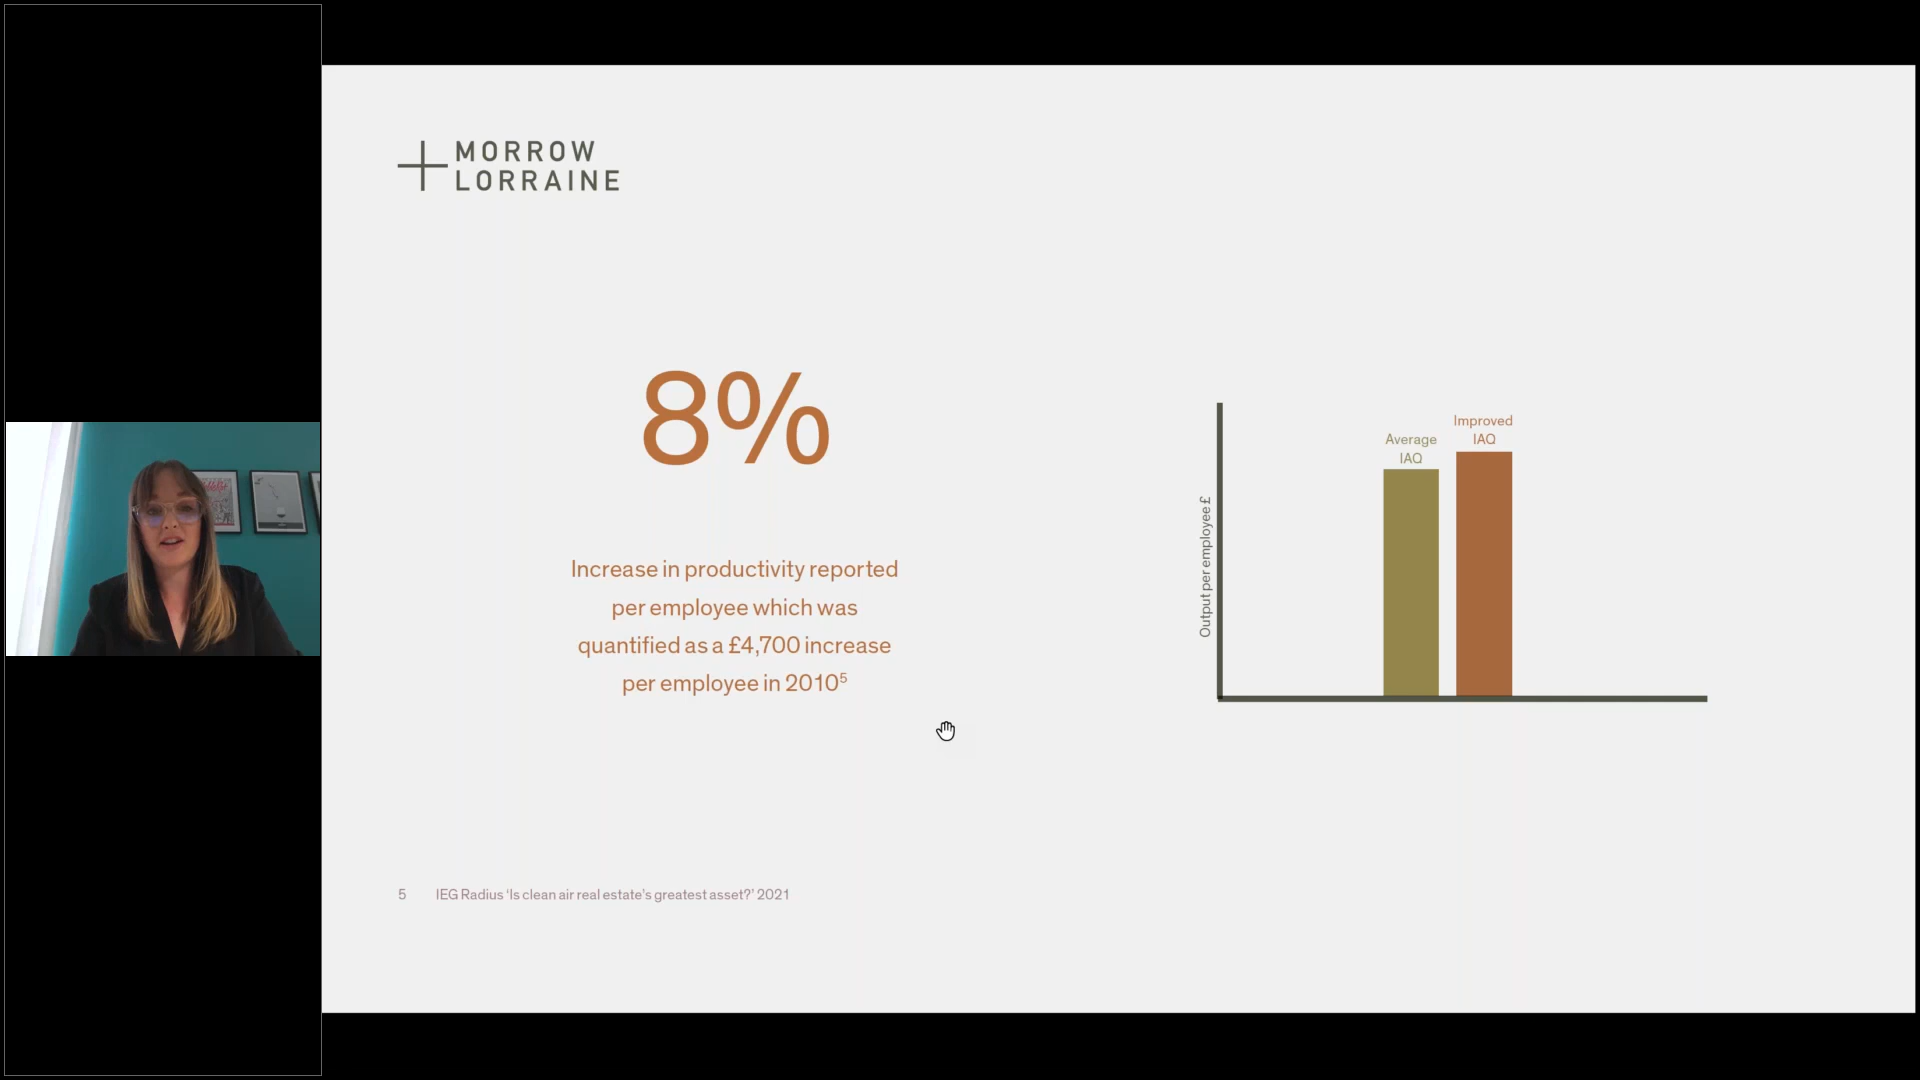 MORROW
LORRAINE
8%
Increase in productivity reported
per employee which was
quantified as a £4,700 increase
per employee in 2010⁵
Output per employee £
Average
IAQ
Improved
IAQ
5 IEG Radius ‘Is clean air real estate’s greatest asset?’ 2021